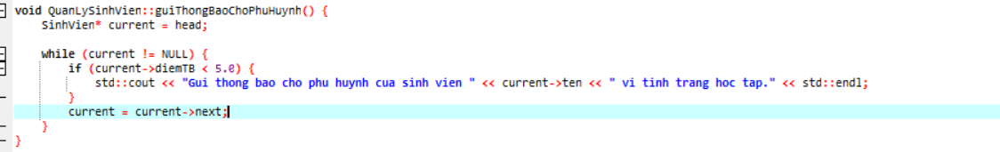 void QuanLySinhVien::guiThongBaoChoPhuHuynh() {
    SinhVien* current = head;

    while (current != NULL) {
        if (current->diemTB < 5.0) {
            std::cout << "Gui thong bao cho phu huynh cua sinh vien " << current->ten << " vi tinh trang hoc tap." << std::endl;
        }
        current = current->next;
    }
}